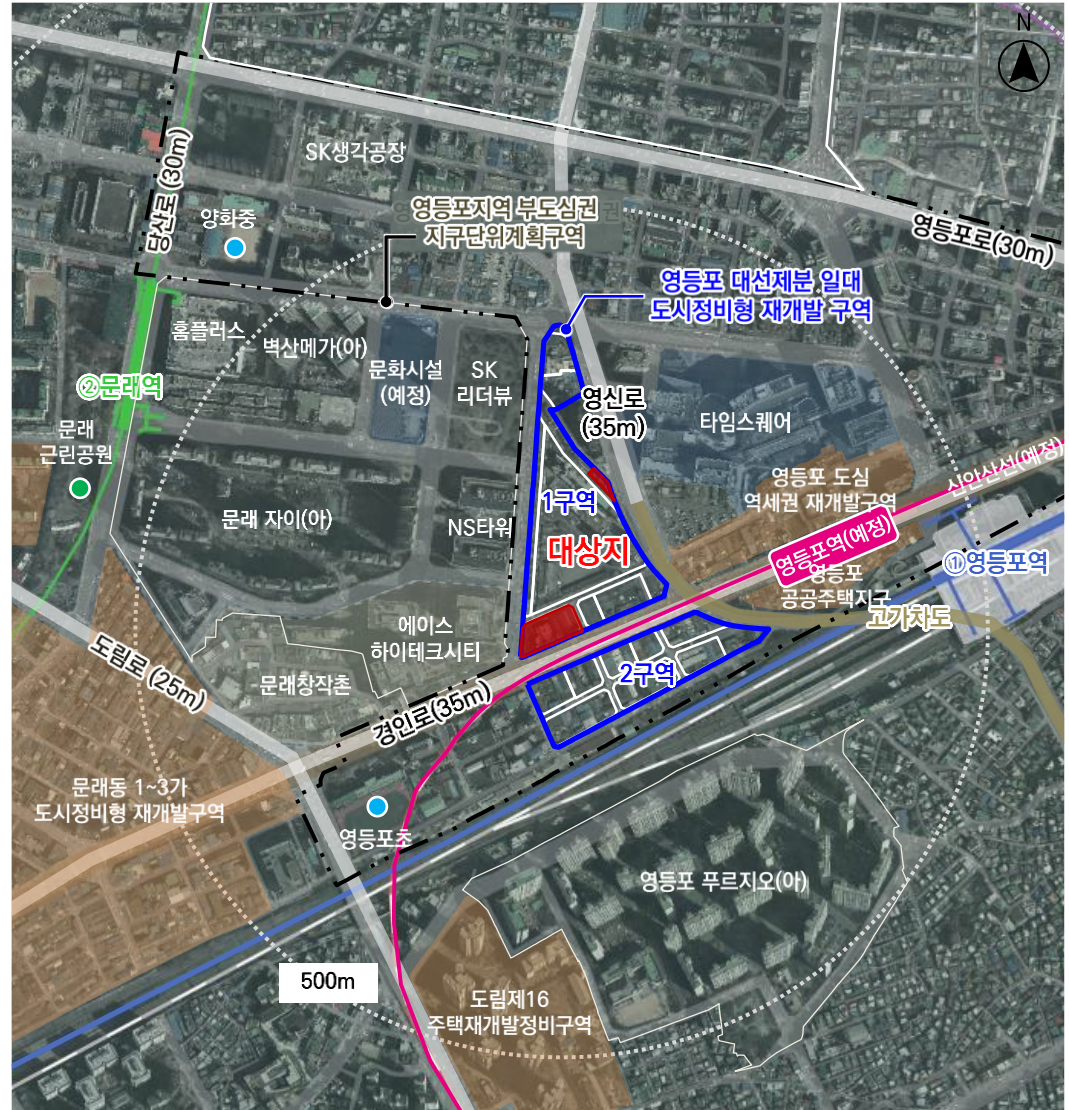 N
SK생각공장
당산로 (30m)
양화중
영등포지역 부도심권
지구단위계획구역
영등포로(30m)
영등포 대선제분 일대
도시정비형 재개발 구역
홈플러스
벽산메가(아)
문화시설
(예정)
SK
리더뷰
영신로
(35m)
타임스퀘어
②문래역
문래
근린공원
영등포 도심
역세권 재개발구역
신안산선(예정)
1구역
문래 자이(아)
NS타워
대상지
영등포역(예정)
①영등포역
영등포
공공주택지구
고가차도
에이스
하이테크시티
도림로 (25m)
문래창작촌
2구역
경인로(35m)
문래동 1~3가
도시정비형 재개발구역
영등포초
영등포 푸르지오(아)
500m
도림제16
주택재개발정비구역